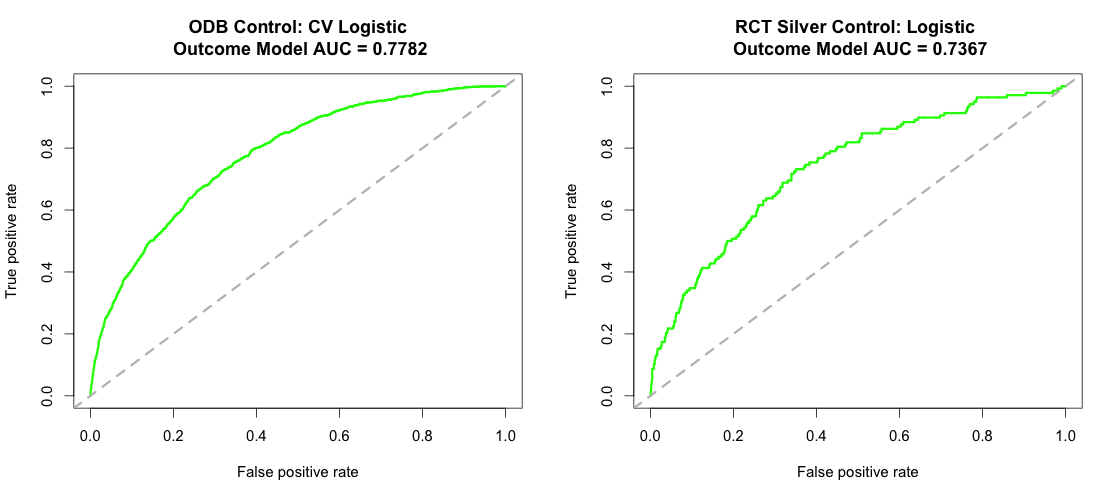 ODB Control: CV Logistic
Outcome Model AUC = 0.7782
1.0
0.8
0.6
0.4
0.2
0.0
True positive rate
0.0 0.2 0.4 0.6 0.8 1.0
False positive rate
RCT Silver Control: Logistic
Outcome Model AUC = 0.7367
1.0
0.8
0.6
0.4
0.2
0.0
True positive rate
0.0 0.2 0.4 0.6 0.8 1.0
False positive rate